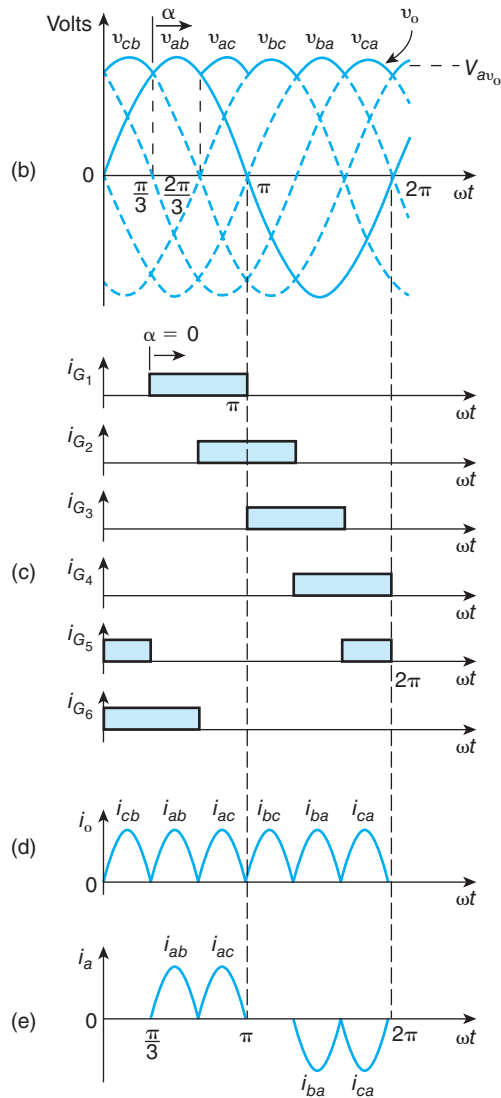 Volts
υcb
α
υab
υac
υbc
υba
υca
υo
Vaυo
(b)
0
π/3
2π/3
π
2π
ωt
α = 0
iG1
π
ωt
iG2
ωt
iG3
ωt
(c)
iG4
ωt
iG5
2π
ωt
iG6
ωt
(d)
io
icb
iab
iac
ibc
iba
ica
0
ωt
(e)
ia
iab
iac
0
π/3
π
2π
ωt
iba
ica